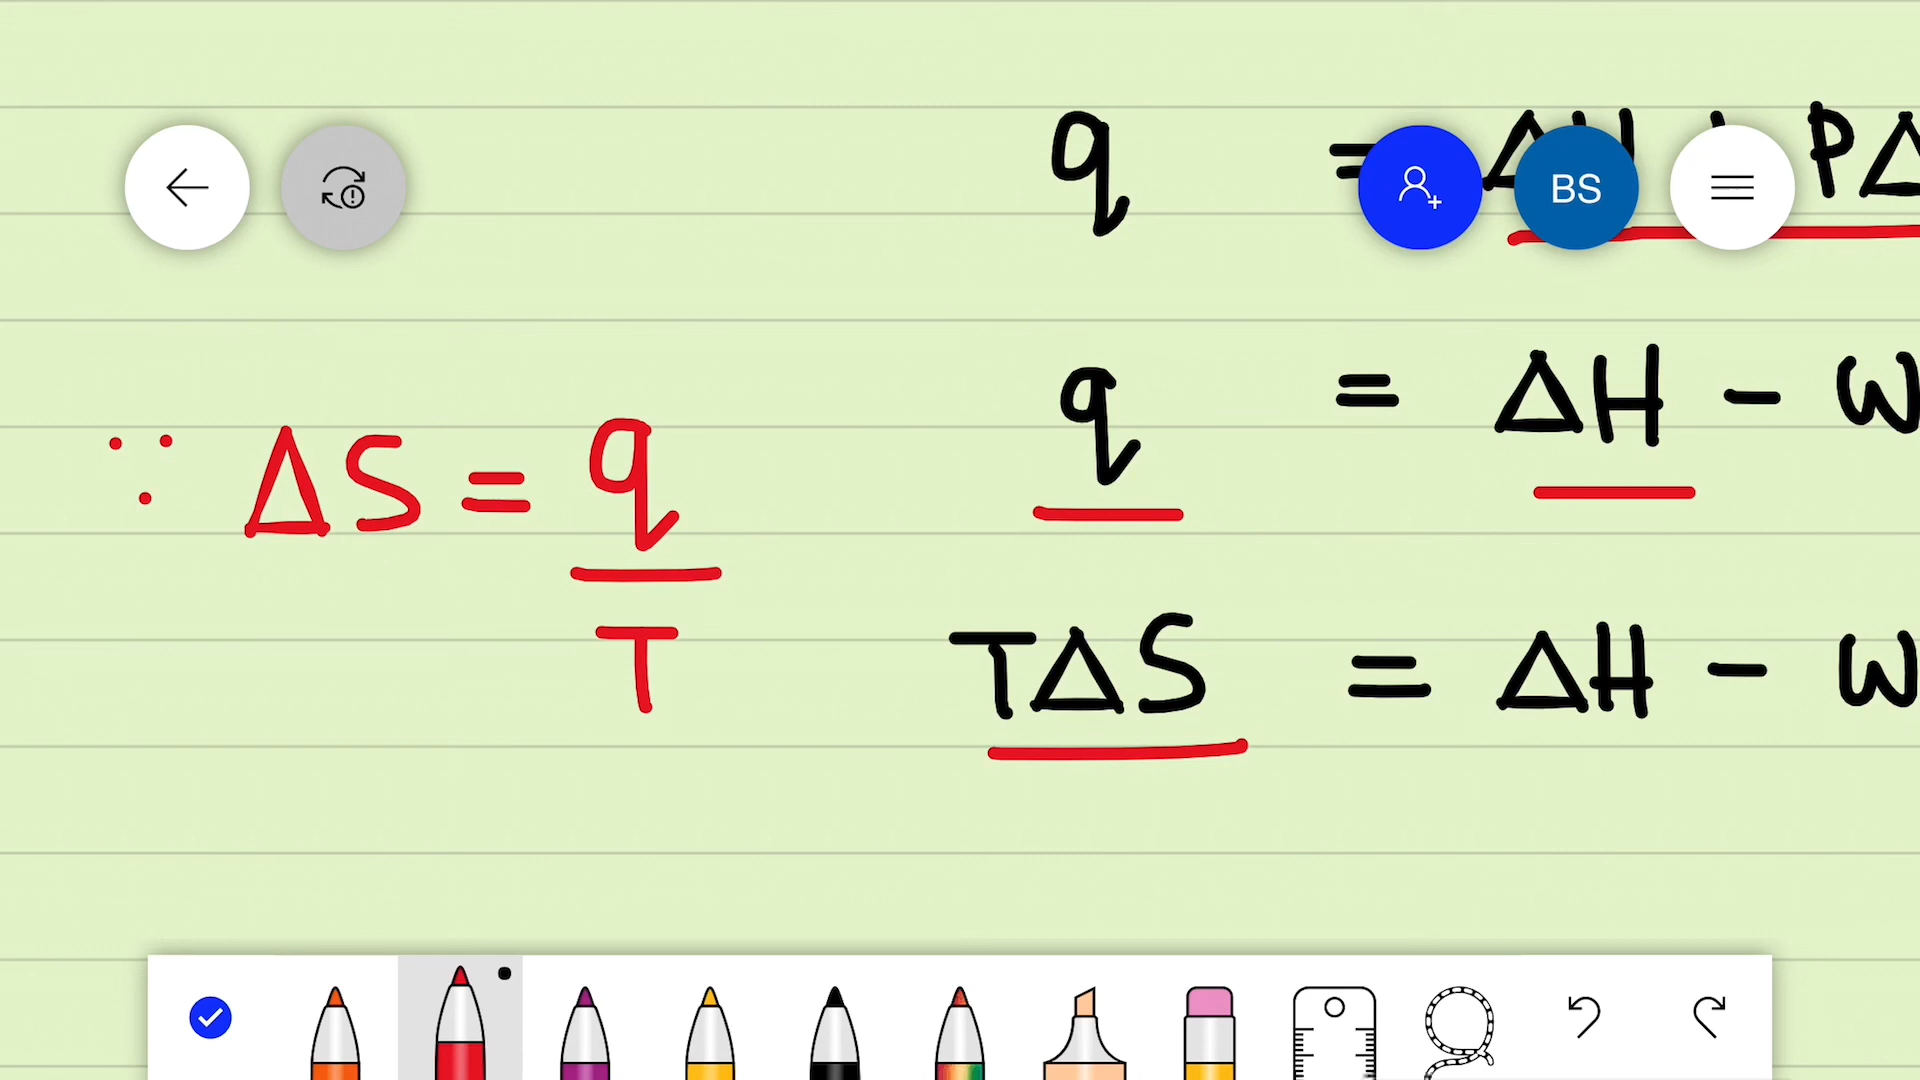 q = ΔH + PΔ
BS
q = ΔH - W
∵ ΔS = q
T
TΔS = ΔH - W